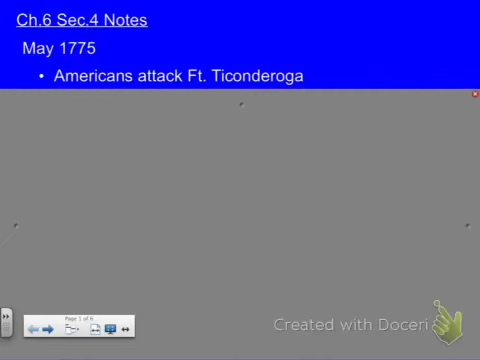 Ch.6 Sec.4 Notes
May 1775
• Americans attack Ft. Ticonderoga
Page 1 of 6
Created with Doceri